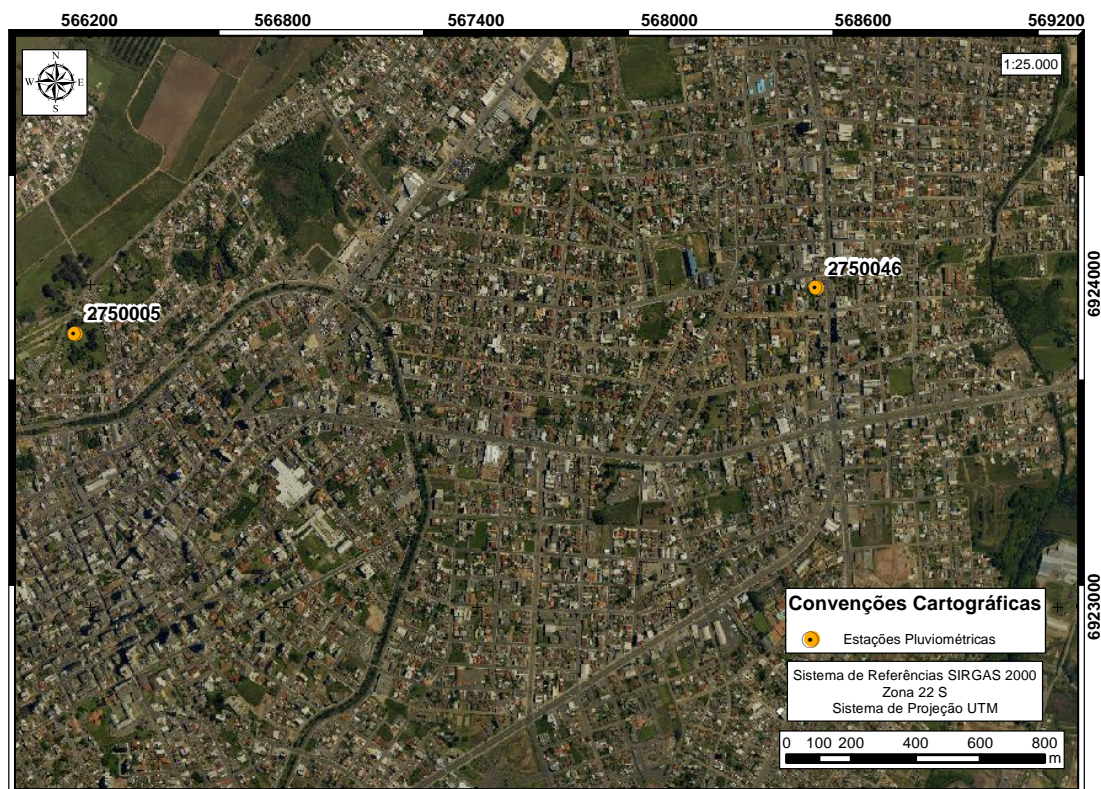 566200 566800 567400 568000 568600 569200
N
W E
S
1:25.000
2750046
6924000
2750005
6923000
Convenções Cartográficas
Estações Pluviométricas
Sistema de Referências SIRGAS 2000
Zona 22 S
Sistema de Projeção UTM
0 100 200 400 600 800
m